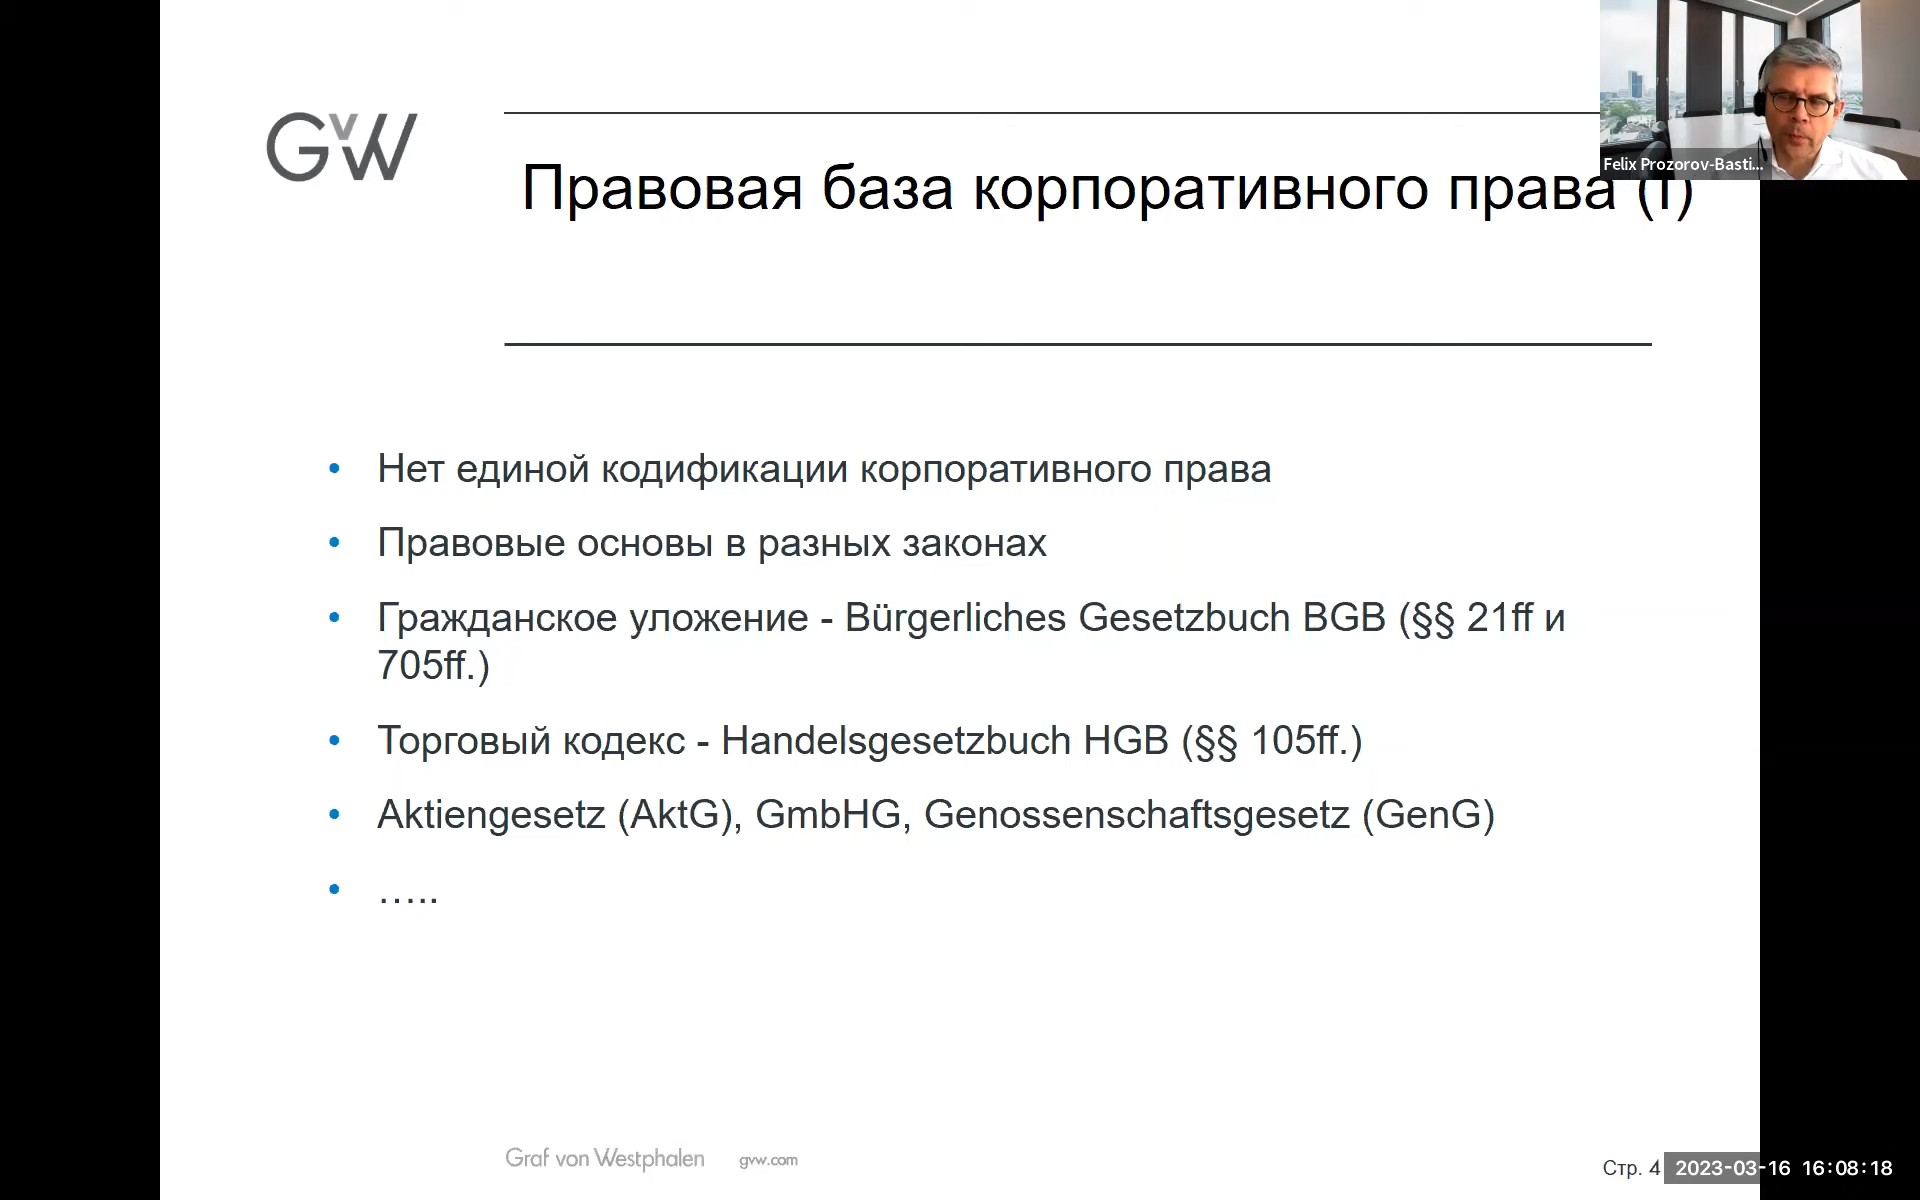 GvW
Felix Prozorov-Basti...
Правовая база корпоративного права (I)
• Нет единой кодификации корпоративного права
• Правовые основы в разных законах
• Гражданское уложение - Bürgerliches Gesetzbuch BGB (§§ 21ff и
705ff.)
• Торговый кодекс - Handelsgesetzbuch HGB (§§ 105ff.)
• Aktiengesetz (AktG), GmbHG, Genossenschaftsgesetz (GenG)
• …..
Graf von Westphalen gvw.com
Стр. 4 2023-03-16 16:08:18